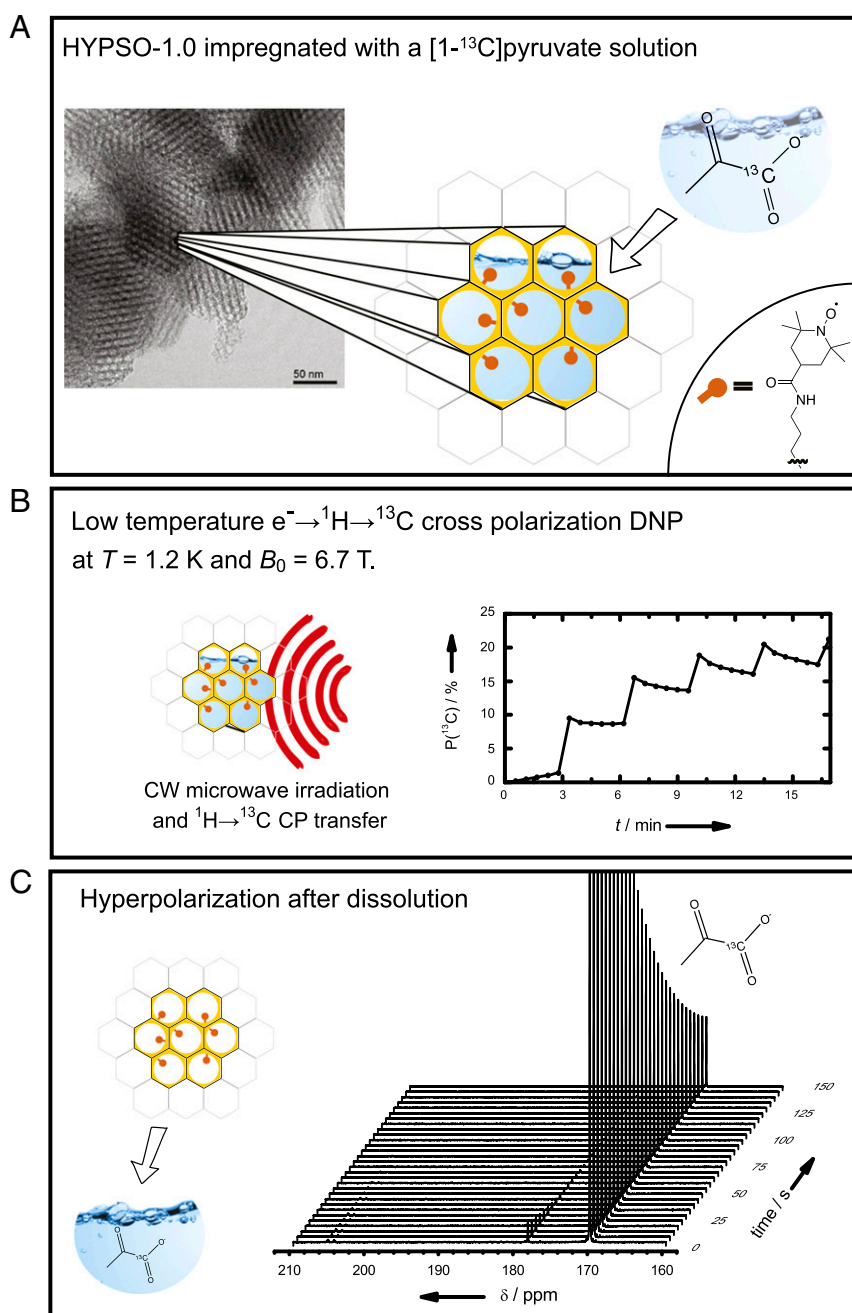 A
HYPSO-1.0 impregnated with a [1-¹³C]pyruvate solution
O
O⁻
¹³C
O
50 nm
O•
N
O
NH
=
B
Low temperature e⁻→¹H→¹³C cross polarization DNP
at T = 1.2 K and B₀ = 6.7 T.
CW microwave irradiation
and ¹H→¹³C CP transfer
P(¹³C) / %
25
20
15
10
5
0
0 3 6 9 12 15
t / min
C
Hyperpolarization after dissolution
O
O⁻
¹³C
O
O
O⁻
¹³C
O
150
125
100
75
50
25
0
time / s
210 200 190 180 170 160
δ / ppm